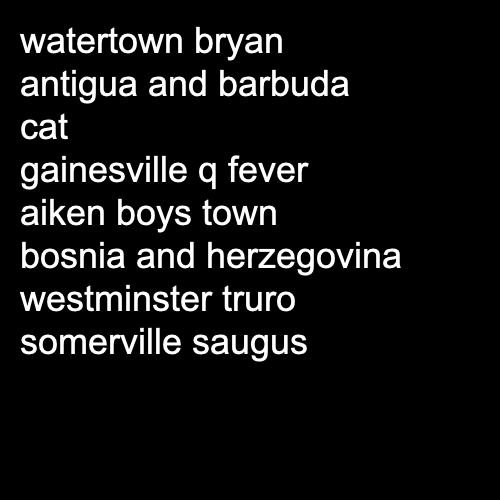 watertown bryan
antigua and barbuda
cat
gainesville q fever
aiken boys town
bosnia and herzegovina
westminster truro
somerville saugus